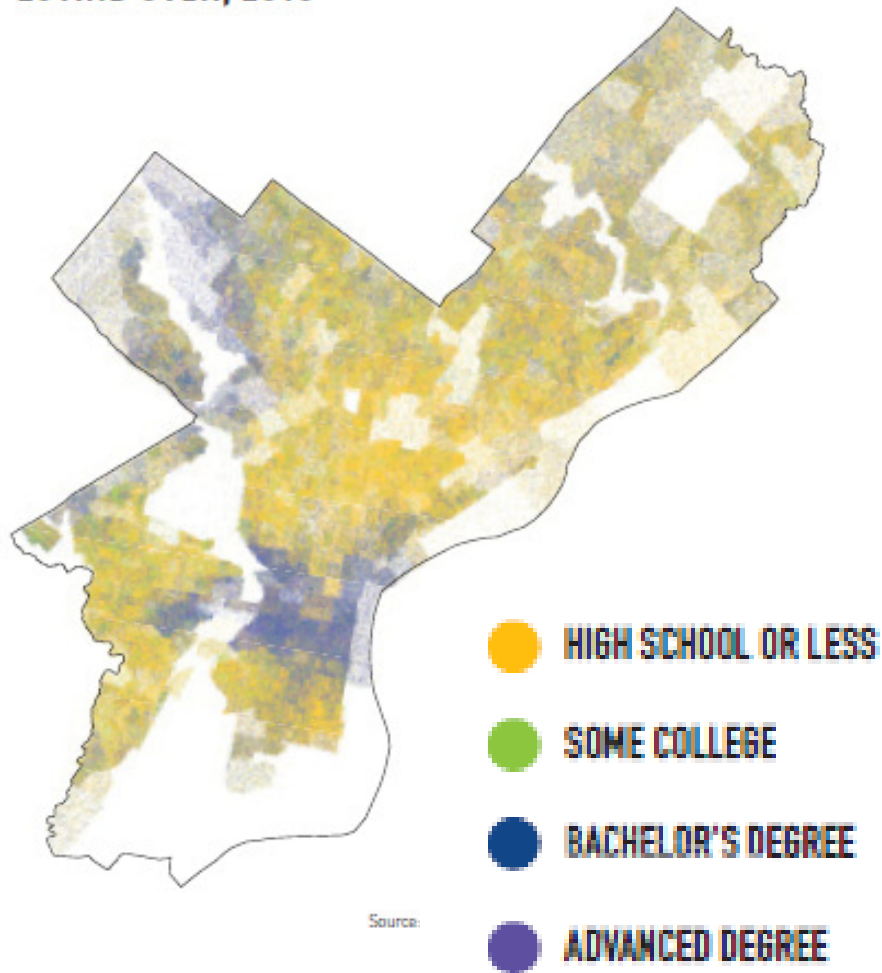 HIGH SCHOOL OR LESS
SOME COLLEGE
BACHELOR'S DEGREE
Source:
ADVANCED DEGREE